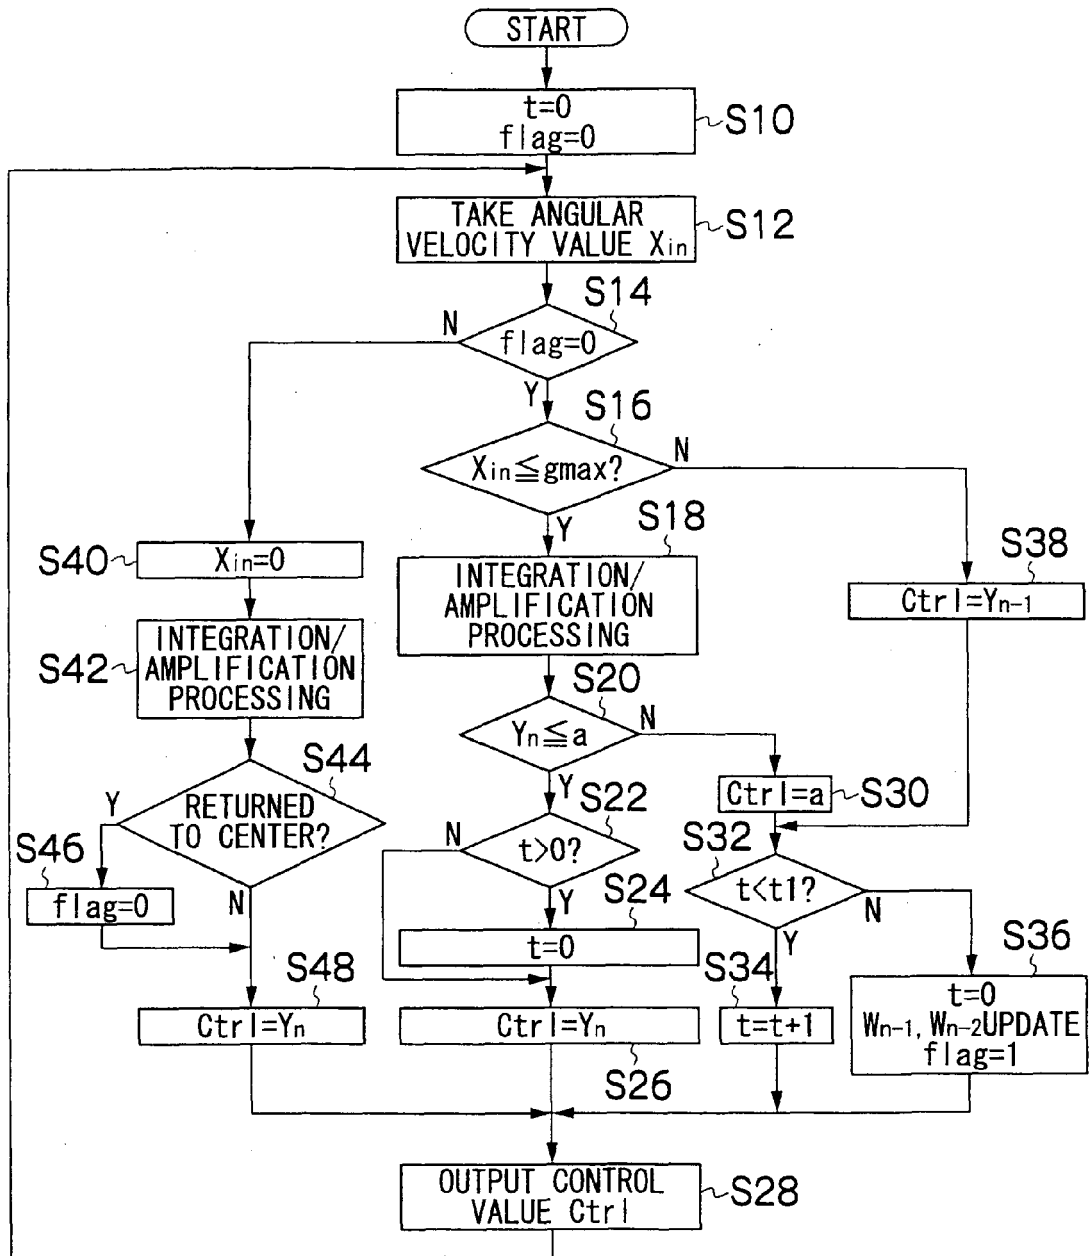 START
t=0
flag=0
S10
TAKE ANGULAR
VELOCITY VALUE Xin
S12
S14
N
flag=0
Y
S16
Xin≦gmax?
N
Y
S18
S40
Xin=0
INTEGRATION/
AMPLIFICATION
PROCESSING
S38
Ctrl=Yn-1
S42
INTEGRATION/
AMPLIFICATION
PROCESSING
S20
Yn≦a
N
Y
S44
RETURNED
TO CENTER?
Y
N
S46
flag=0
S22
t>0?
N
Y
Ctrl=a
S30
S32
t<t1?
N
Y
S24
t=0
S34
t=t+1
S36
t=0
Wn-1, Wn-2UPDATE
flag=1
S48
Ctrl=Yn
Ctrl=Yn
S26
OUTPUT CONTROL
VALUE Ctrl
S28